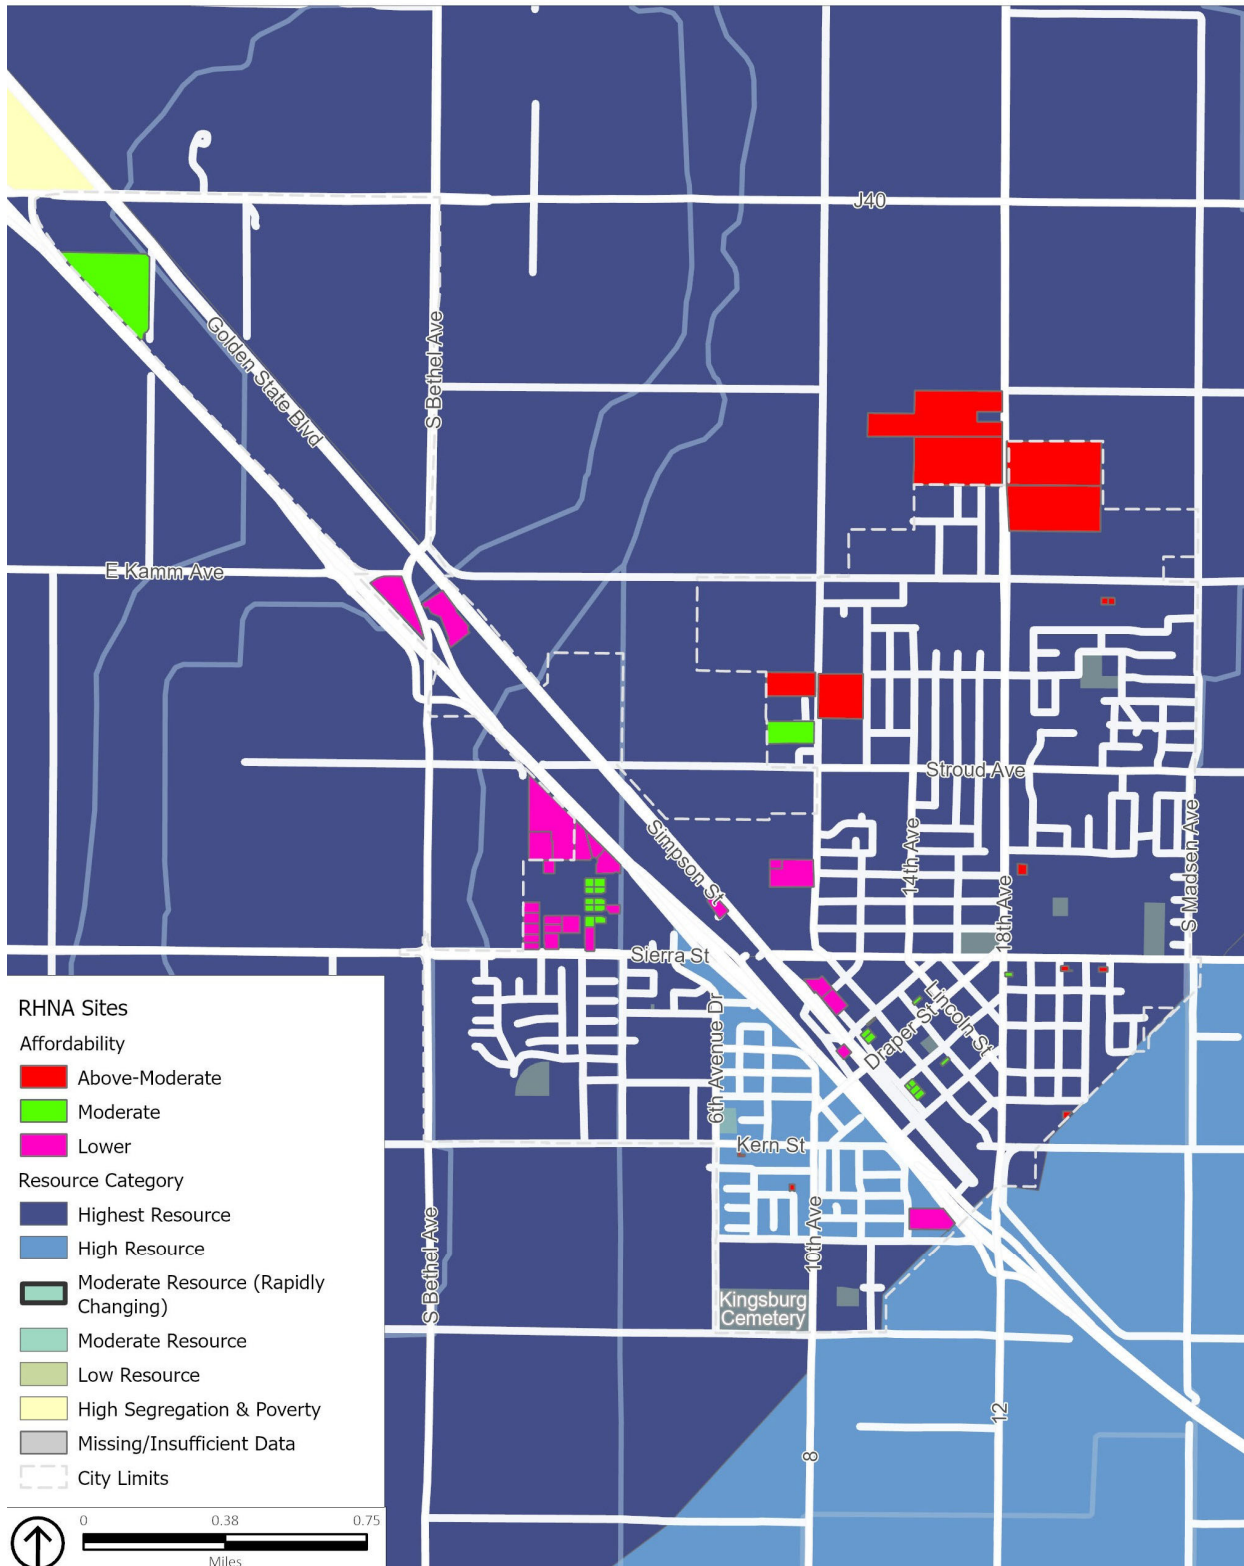 J40
Golden State Blvd
S Bethel Ave
E Kamm Ave
Stroud Ave
Simpson St
14th Ave
18th Ave
S Madsen Ave
Sierra St
Lincoln St
Draper St
6th Avenue Dr
Kern St
10th Ave
S Bethel Ave
Kingsburg
Cemetery
12
8
RHNA Sites
Affordability
Above-Moderate
Moderate
Lower
Resource Category
Highest Resource
High Resource
Moderate Resource (Rapidly
Changing)
Moderate Resource
Low Resource
High Segregation & Poverty
Missing/Insufficient Data
City Limits
0 0.38 0.75
Miles